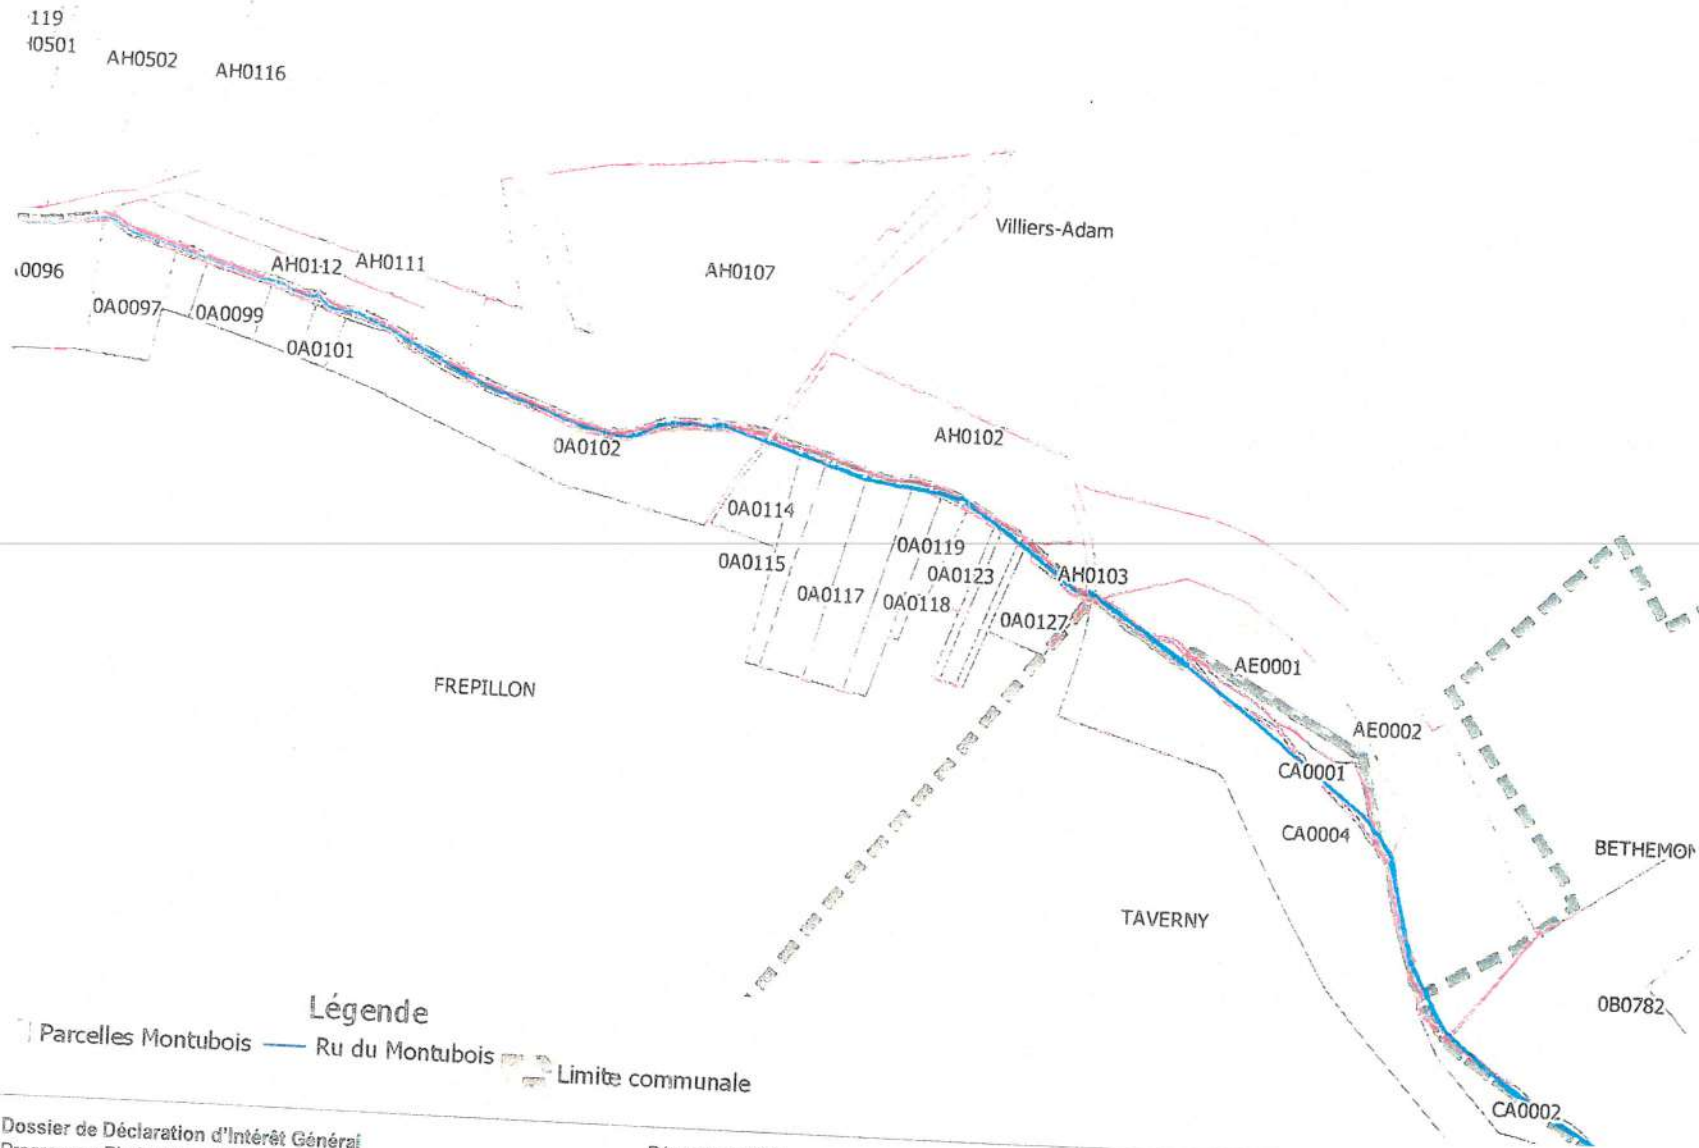 119
0501
AH0502
AH0116
Villiers-Adam
AH0107
AH0112
AH0111
0096
0A0097
0A0099
0A0101
0A0102
AH0102
0A0114
0A0115
0A0117
0A0118
0A0119
0A0123
0A0127
AH0103
AE0001
AE0002
CA0001
CA0004
FREPILLON
TAVERNY
BETHEMON
0B0782
CA0002
Légende
Parcelles Montubois
Ru du Montubois
Limite communale
Dossier de Déclaration d'Intérêt Général